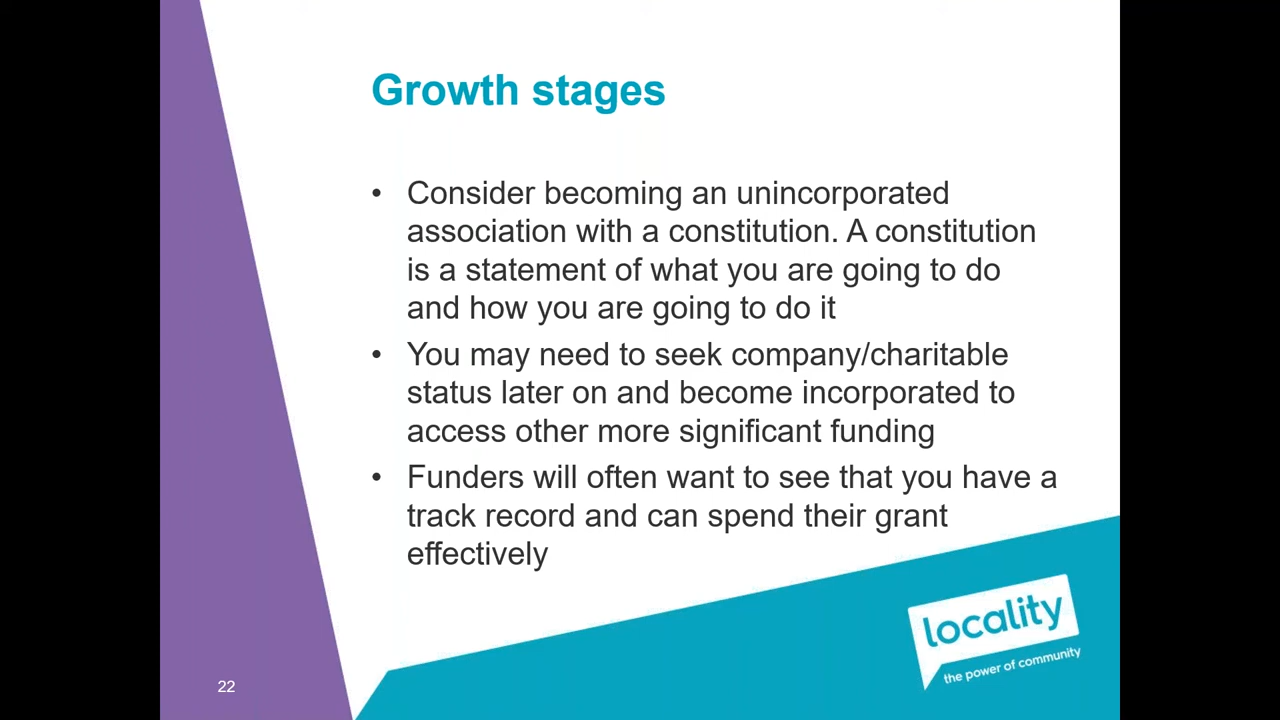 Growth stages
• Consider becoming an unincorporated
association with a constitution. A constitution
is a statement of what you are going to do
and how you are going to do it
• You may need to seek company/charitable
status later on and become incorporated to
access other more significant funding
• Funders will often want to see that you have a
track record and can spend their grant
effectively
locality
the power of community
22